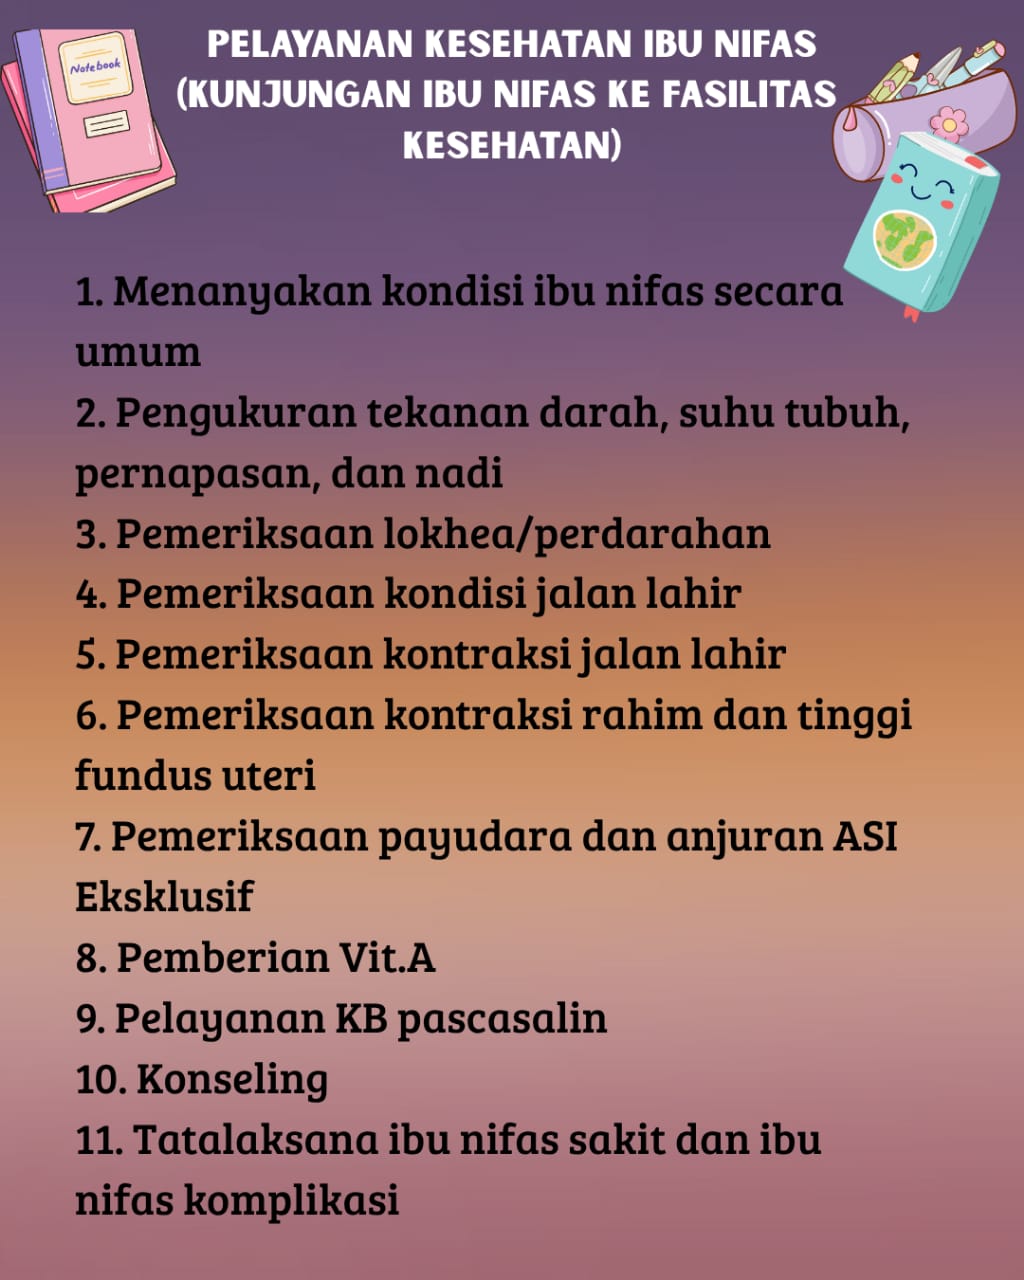 Notebook
PELAYANAN KESEHATAN IBU NIFAS
(KUNJUNGAN IBU NIFAS KE FASILITAS
KESEHATAN)
1. Menanyakan kondisi ibu nifas secara
umum
2. Pengukuran tekanan darah, suhu tubuh,
pernapasan, dan nadi
3. Pemeriksaan lokhea/perdarahan
4. Pemeriksaan kondisi jalan lahir
5. Pemeriksaan kontraksi jalan lahir
6. Pemeriksaan kontraksi rahim dan tinggi
fundus uteri
7. Pemeriksaan payudara dan anjuran ASI
Eksklusif
8. Pemberian Vit.A
9. Pelayanan KB pascasalin
10. Konseling
11. Tatalaksana ibu nifas sakit dan ibu
nifas komplikasi